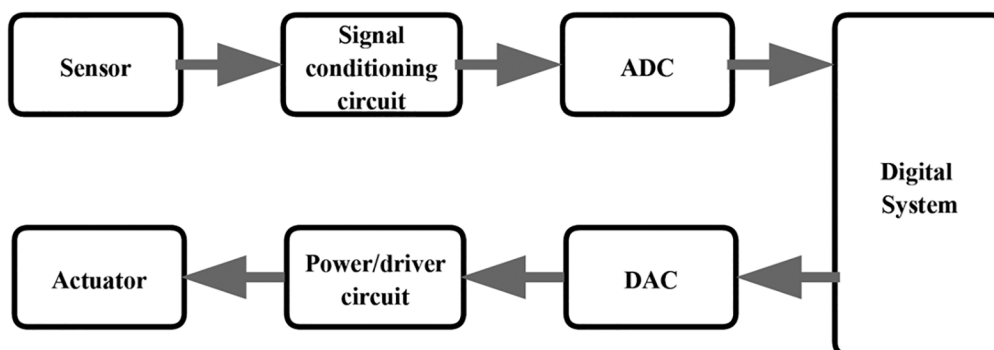 Sensor
Signal
conditioning
circuit
ADC
Digital
System
Actuator
Power/driver
circuit
DAC